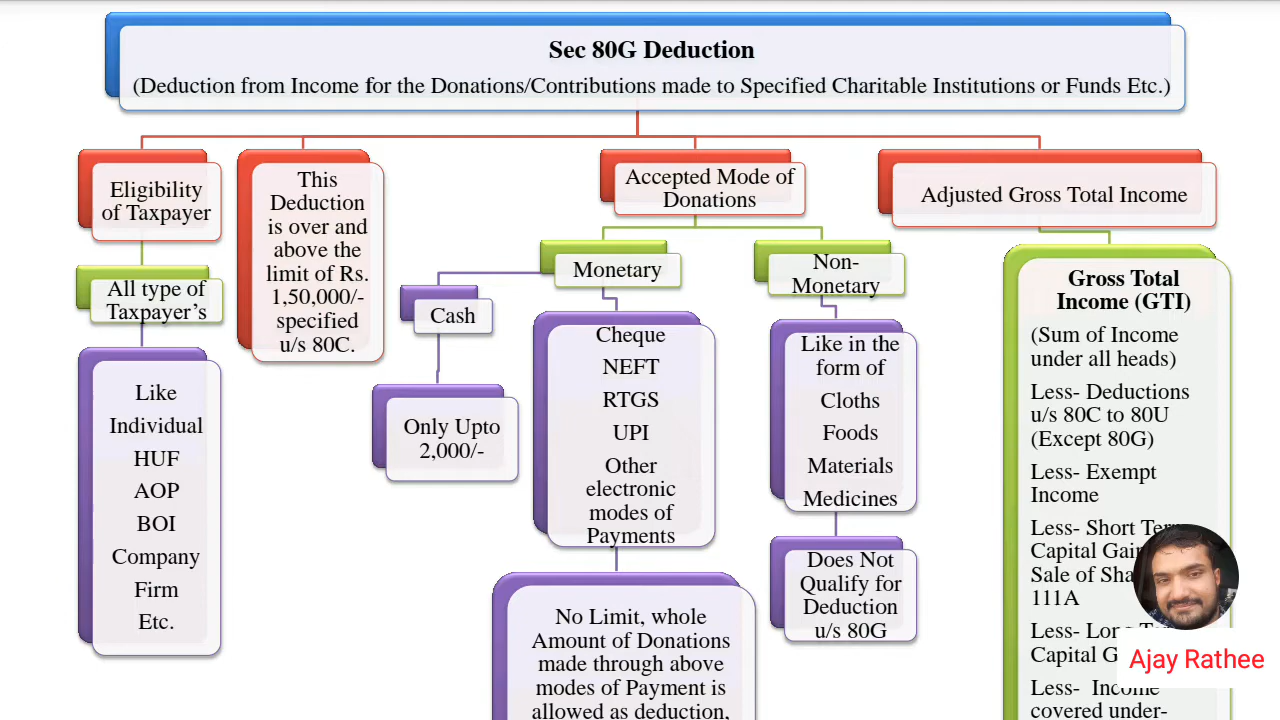 Sec 80G Deduction
(Deduction from Income for the Donations/Contributions made to Specified Charitable Institutions or Funds Etc.)
Eligibility
of Taxpayer
All type of
Taxpayer's
Like
Individual
HUF
AOP
BOI
Company
Firm
Etc.
This
Deduction
is over and
above the
limit of Rs.
1,50,000/-
specified
u/s 80C.
Accepted Mode of
Donations
Monetary
Cash
Only Upto
2,000/-
Cheque
NEFT
RTGS
UPI
Other
electronic
modes of
Payments
No Limit, whole
Amount of Donations
made through above
modes of Payment is
allowed as deduction,
Non-
Monetary
Like in the
form of
Cloths
Foods
Materials
Medicines
Does Not
Qualify for
Deduction
u/s 80G
Adjusted Gross Total Income
Gross Total
Income (GTI)
(Sum of Income
under all heads)
Less- Deductions
u/s 80C to 80U
(Except 80G)
Less- Exempt
Income
Less- Short Term
Capital
Sale of
111A
Less-
Capital
Less- Income
covered under-
Ajay Rathee